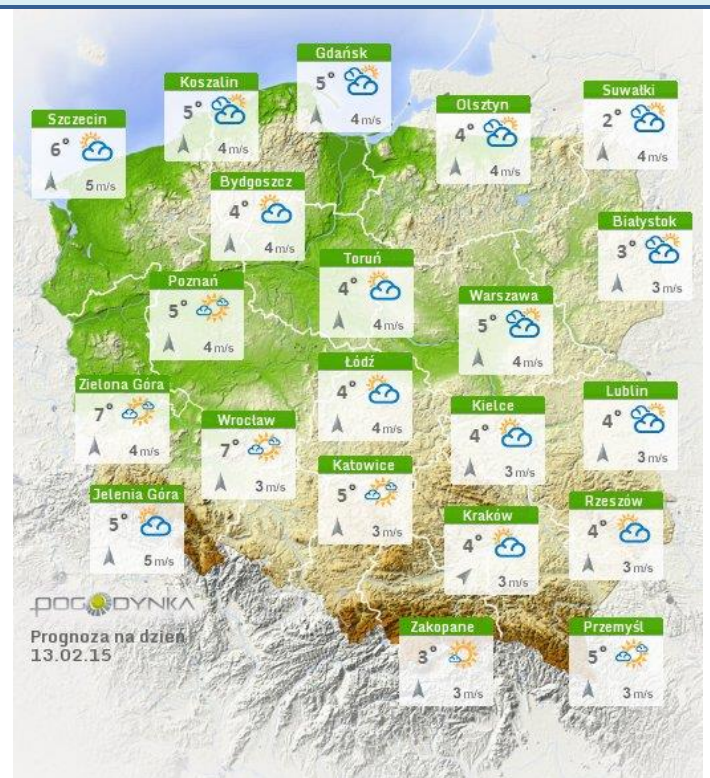 Gdańsk
5°
4 m/s
Koszalin
5°
4 m/s
Suwałki
2°
4 m/s
Olsztyn
4°
4 m/s
Szczecin
6°
5 m/s
Bydgoszcz
4°
4 m/s
Białystok
3°
3 m/s
Toruń
4°
4 m/s
Poznań
5°
4 m/s
Warszawa
5°
4 m/s
Łódź
4°
4 m/s
Zielona Góra
7°
4 m/s
Lublin
4°
3 m/s
Kielce
4°
3 m/s
Wrocław
7°
3 m/s
Katowice
5°
3 m/s
Jelenia Góra
5°
5 m/s
Rzeszów
4°
3 m/s
Kraków
4°
3 m/s
POGODYNKA
Prognoza na dzień
13.02.15
Zakopane
3°
3 m/s
Przemyśl
5°
3 m/s